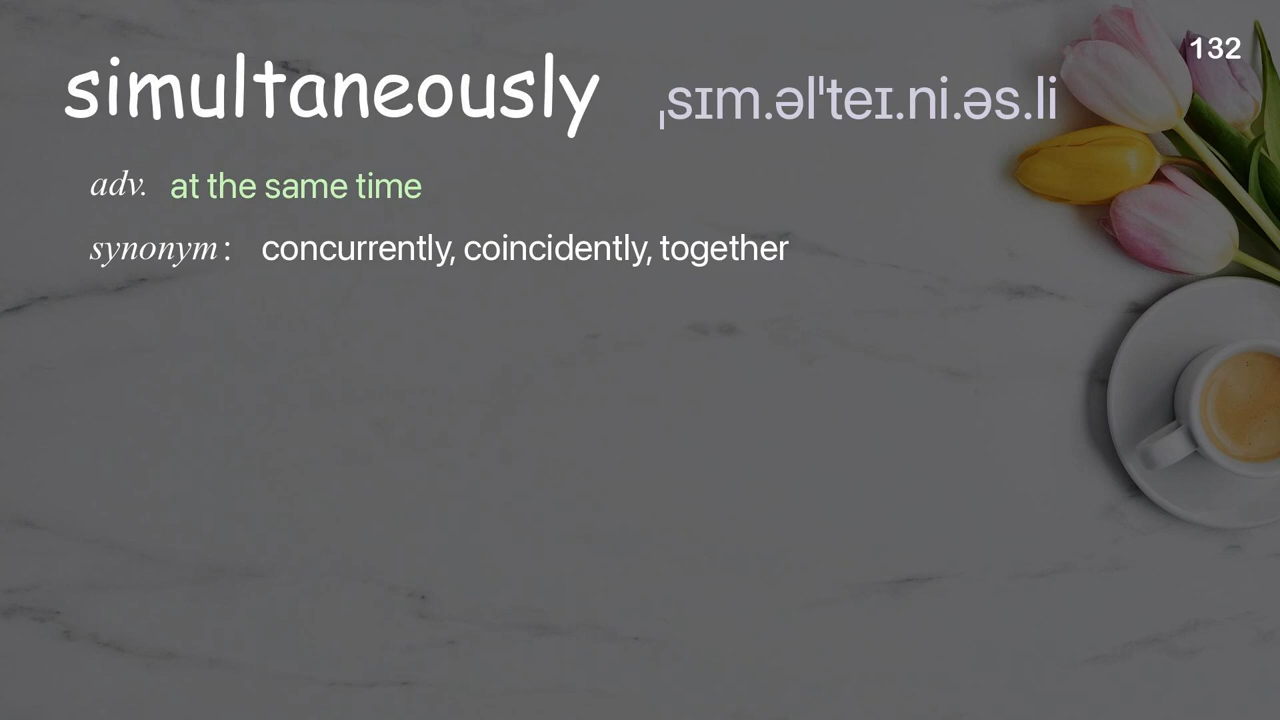 132
simultaneously ˌsɪm.əlˈteɪ.ni.əs.li
adv. at the same time
synonym: concurrently, coincidently, together